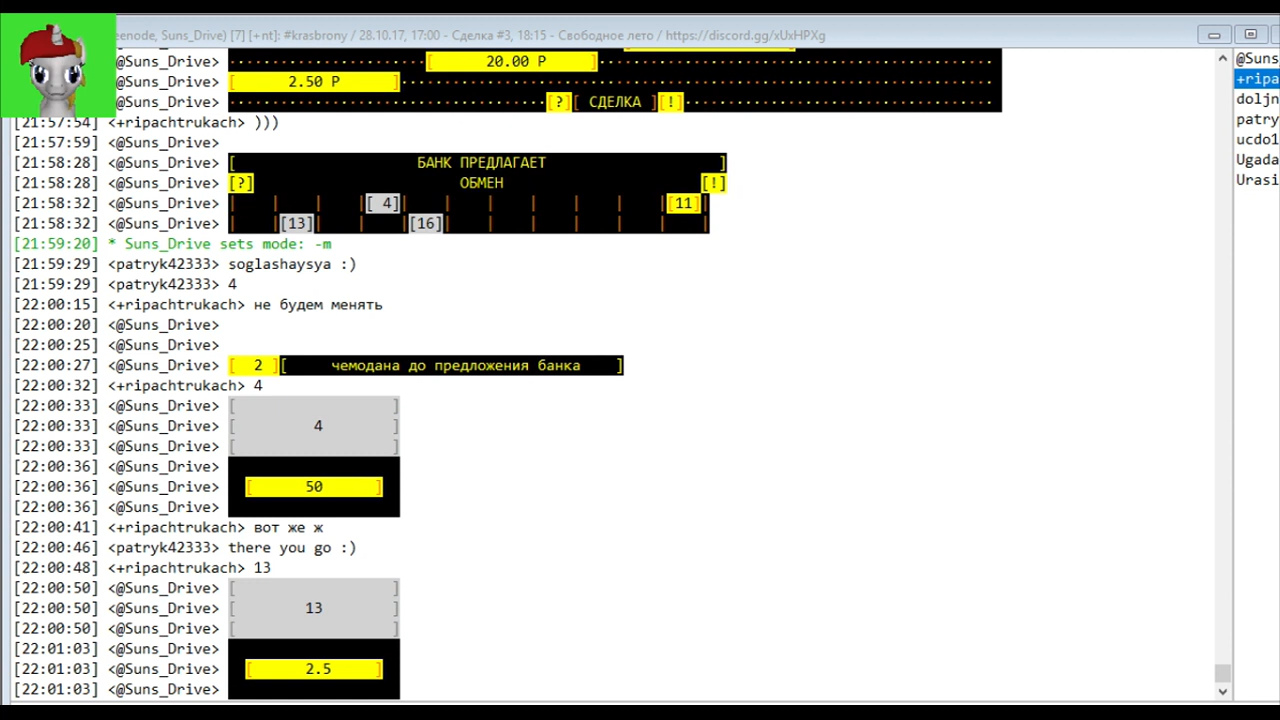 eenode, Suns_Drive) [7] [+nt]: #krasbrony / 28.10.17, 17:00 - Сделка #3, 18:15 - Свободное лето / https://discord.gg/xUxHPXg
@Suns_Drive> [ 20.00 P ]
@Suns_Drive> [ 2.50 P ]
@Suns_Drive> [?][ СДЕЛКА ][!]
[21:57:54] <+ripachtrukach> )))
[21:57:59] <@Suns_Drive>
[21:58:28] <@Suns_Drive> [ БАНК ПРЕДЛАГАЕТ ]
[21:58:28] <@Suns_Drive> [?] ОБМЕН [!]
[21:58:32] <@Suns_Drive> | | | |[ 4]| | | | | |[11]|
[21:58:32] <@Suns_Drive> | |[13]| |[16]| | | | | | |
[21:59:20] * Suns_Drive sets mode: -m
[21:59:29] <patryk42333> soglashaysya :)
[21:59:29] <patryk42333> 4
[22:00:15] <+ripachtrukach> не будем менять
[22:00:20] <@Suns_Drive>
[22:00:25] <@Suns_Drive>
[22:00:27] <@Suns_Drive> [ 2 ][ чемодана до предложения банка ]
[22:00:32] <+ripachtrukach> 4
[22:00:33] <@Suns_Drive> [ ]
[22:00:33] <@Suns_Drive> [ 4 ]
[22:00:33] <@Suns_Drive> [ ]
[22:00:36] <@Suns_Drive>
[22:00:36] <@Suns_Drive> [ 50 ]
[22:00:36] <@Suns_Drive>
[22:00:41] <+ripachtrukach> вот же ж
[22:00:46] <patryk42333> there you go :)
[22:00:48] <+ripachtrukach> 13
[22:00:50] <@Suns_Drive> [ ]
[22:00:50] <@Suns_Drive> [ 13 ]
[22:00:50] <@Suns_Drive> [ ]
[22:01:03] <@Suns_Drive>
[22:01:03] <@Suns_Drive> [ 2.5 ]
[22:01:03] <@Suns_Drive>
@Suns
+ripa
doljn
patry
ucdo1
Ugada
Urasi